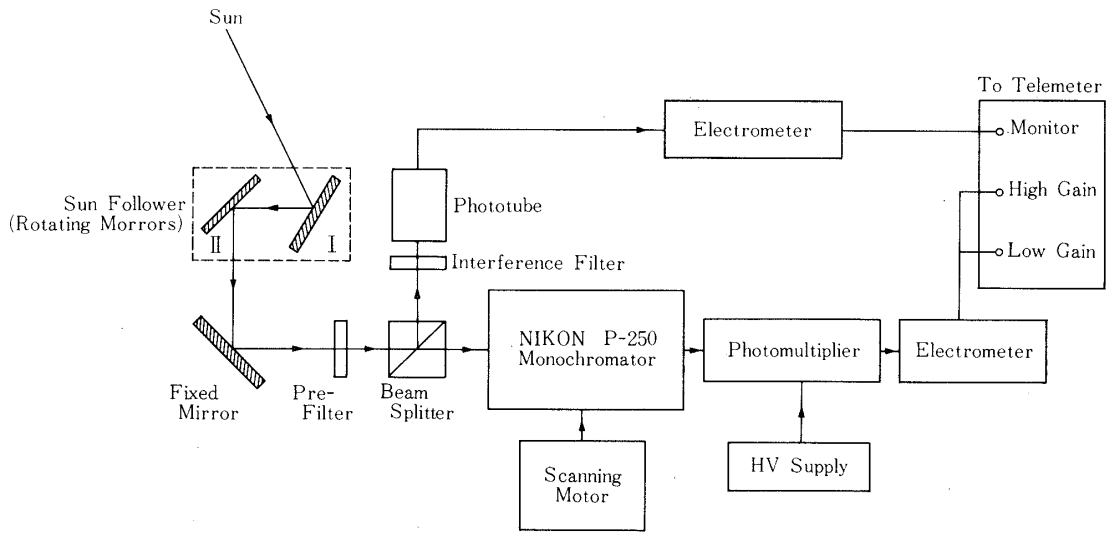 Sun
To Telemeter
Monitor
Electrometer
High Gain
Sun Follower
(Rotating Morrors)
II
I
Phototube
Low Gain
Interference Filter
NIKON P-250
Monochromator
Photomultiplier
Electrometer
Fixed
Mirror
Pre-
Filter
Beam
Splitter
Scanning
Motor
HV Supply